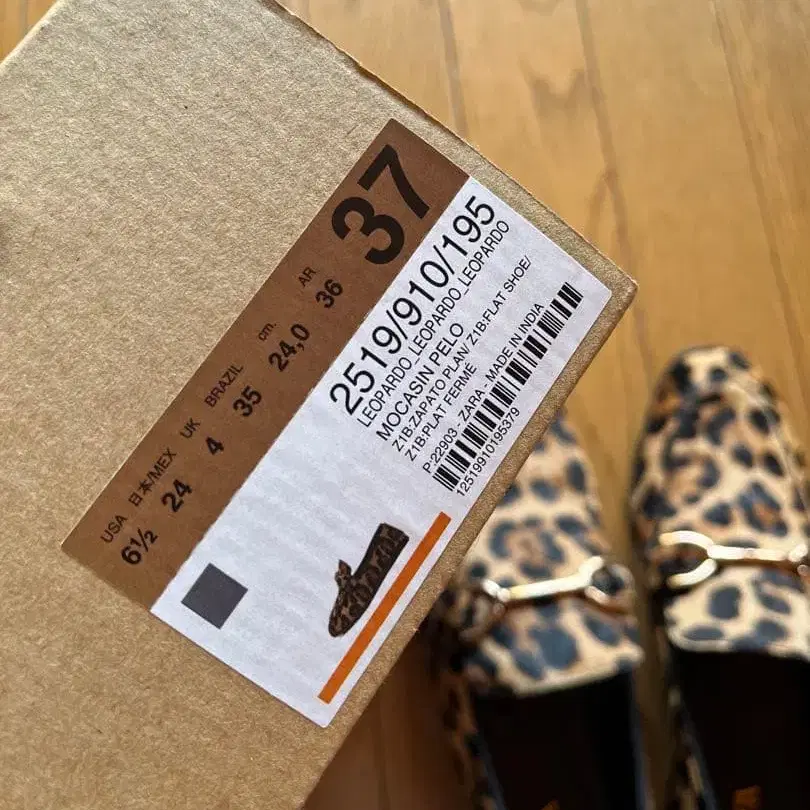 37
USA 日本/MEX UK BRAZIL cm. AR
6½ 24 4 35 24,0 36
2519/910/195
LEOPARDO_LEOPARDO_LEOPARDO
MOCASIN PELO
Z1B:ZAPATO PLAN/ Z1B:FLAT SHOE/
Z1B:PLAT FERME
P-22903 - ZARA - MADE IN INDIA
12519910195379